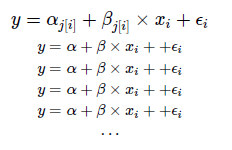 y = α_{j[i]} + β_{j[i]} × x_i + ϵ_i
y = α + β × x_i + +ϵ_i
y = α + β × x_i + +ϵ_i
y = α + β × x_i + +ϵ_i
y = α + β × x_i + +ϵ_i
...